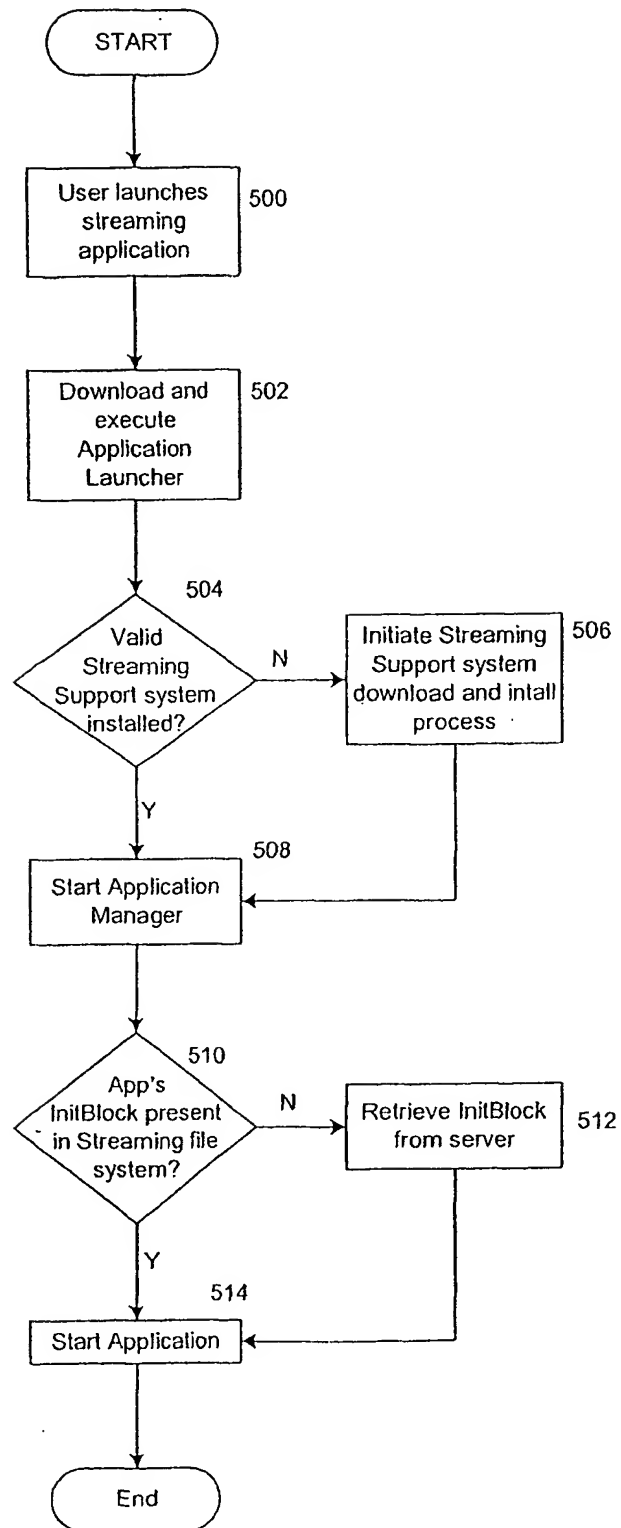 START
User launches
streaming
application
500
Download and
execute
Application
Launcher
502
504
Valid
Streaming
Support system
installed?
N
Initiate Streaming
Support system
download and intall
process
506
Y
508
Start Application
Manager
510
App's
InitBlock present
in Streaming file
system?
N
Retrieve InitBlock
from server
512
Y
514
Start Application
End